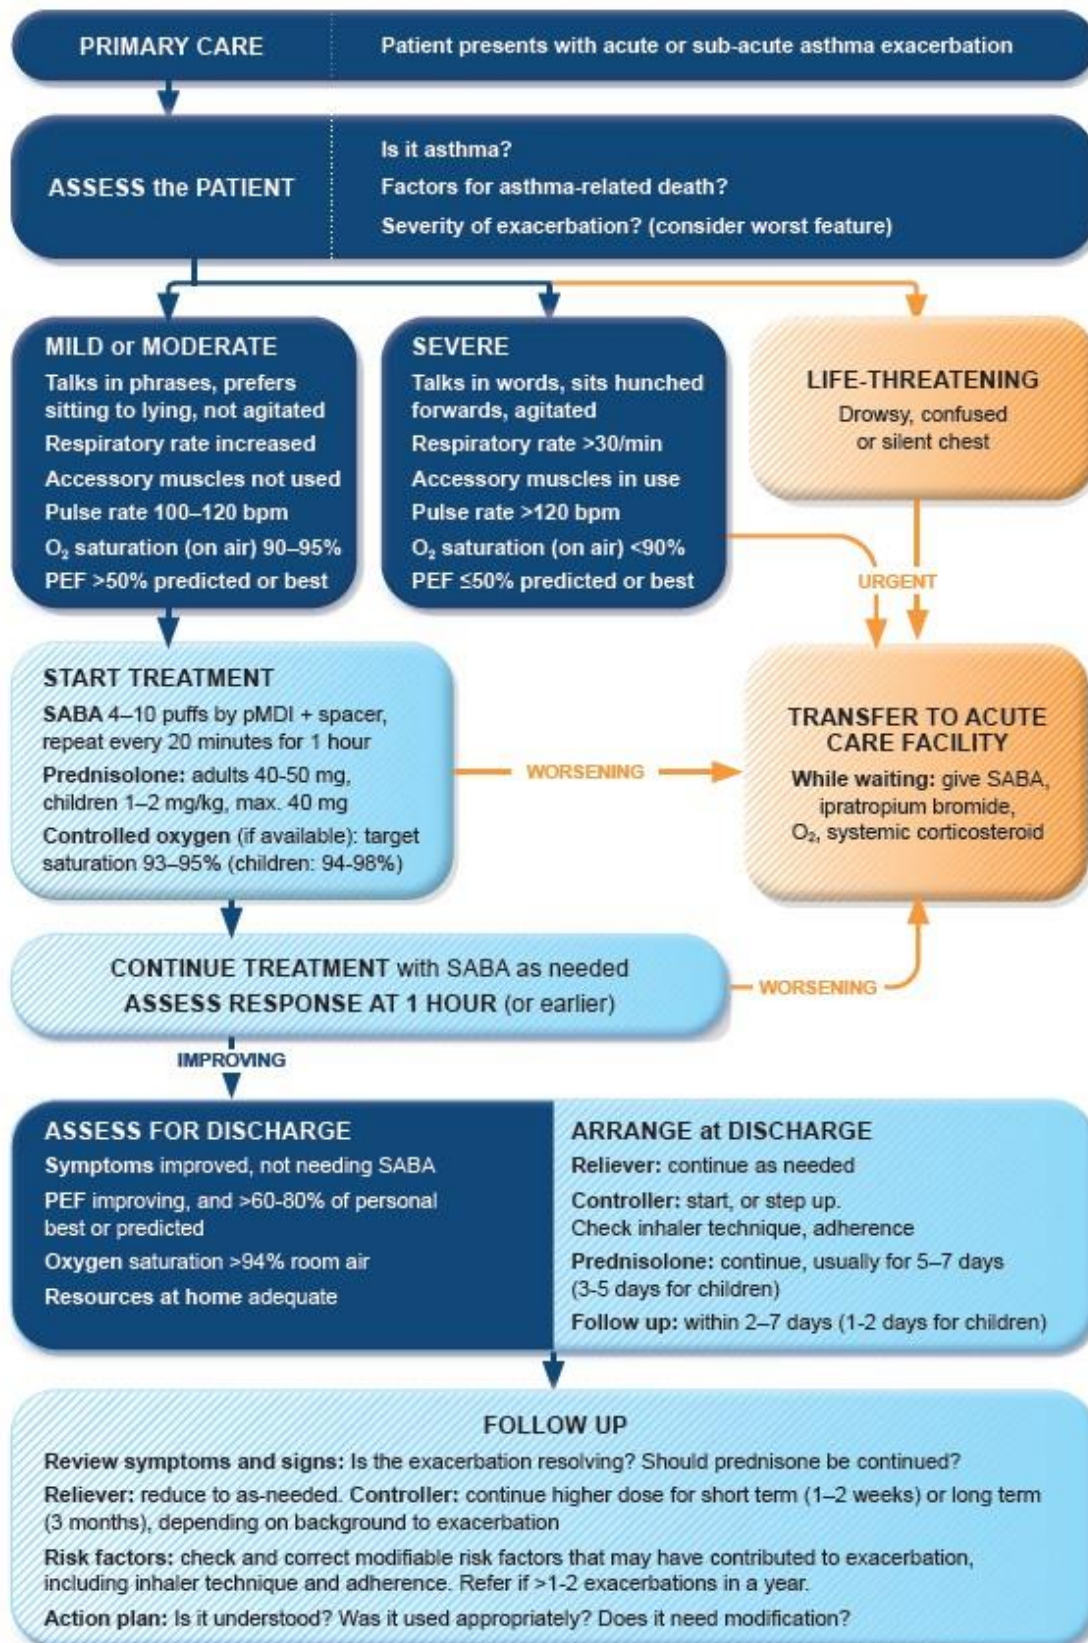 PRIMARY CARE
Patient presents with acute or sub-acute asthma exacerbation
ASSESS the PATIENT
Is it asthma?
Factors for asthma-related death?
Severity of exacerbation? (consider worst feature)
MILD or MODERATE
Talks in phrases, prefers
sitting to lying, not agitated
Respiratory rate increased
Accessory muscles not used
Pulse rate 100–120 bpm
O₂ saturation (on air) 90–95%
PEF >50% predicted or best
SEVERE
Talks in words, sits hunched
forwards, agitated
Respiratory rate >30/min
Accessory muscles in use
Pulse rate >120 bpm
O₂ saturation (on air) <90%
PEF ≤50% predicted or best
LIFE-THREATENING
Drowsy, confused
or silent chest
URGENT
START TREATMENT
SABA 4–10 puffs by pMDI + spacer,
repeat every 20 minutes for 1 hour
Prednisolone: adults 40-50 mg,
children 1–2 mg/kg, max. 40 mg
Controlled oxygen (if available): target
saturation 93–95% (children: 94-98%)
WORSENING
TRANSFER TO ACUTE
CARE FACILITY
While waiting: give SABA,
ipratropium bromide,
O₂, systemic corticosteroid
CONTINUE TREATMENT with SABA as needed
ASSESS RESPONSE AT 1 HOUR (or earlier)
WORSENING
IMPROVING
ASSESS FOR DISCHARGE
Symptoms improved, not needing SABA
PEF improving, and >60-80% of personal
best or predicted
Oxygen saturation >94% room air
Resources at home adequate
ARRANGE at DISCHARGE
Reliever: continue as needed
Controller: start, or step up.
Check inhaler technique, adherence
Prednisolone: continue, usually for 5–7 days
(3-5 days for children)
Follow up: within 2–7 days (1-2 days for children)
FOLLOW UP
Review symptoms and signs: Is the exacerbation resolving? Should prednisone be continued?
Reliever: reduce to as-needed. Controller: continue higher dose for short term (1–2 weeks) or long term
(3 months), depending on background to exacerbation
Risk factors: check and correct modifiable risk factors that may have contributed to exacerbation,
including inhaler technique and adherence. Refer if >1-2 exacerbations in a year.
Action plan: Is it understood? Was it used appropriately? Does it need modification?